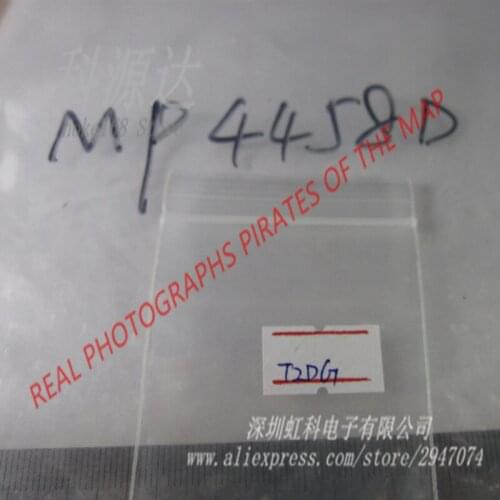 科源达
MP4458D
REAL PHOTOGRAPHS PIRATES OF THE MAP
T2DG
深圳虹科电子有限公司
www.aliexpress.com/store/2947074